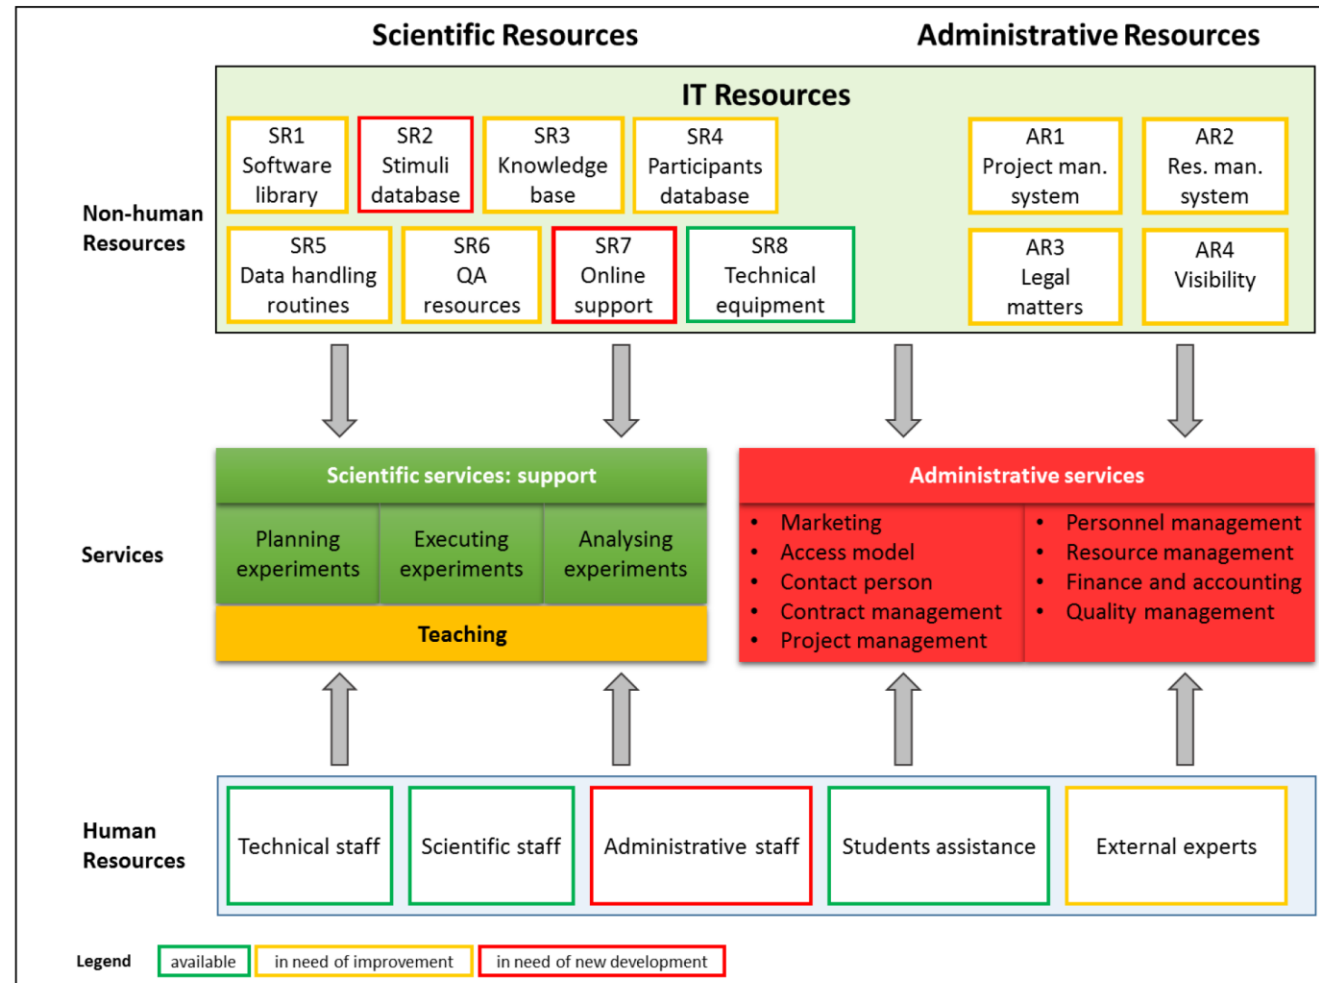 Scientific Resources
Administrative Resources
IT Resources
Non-human
Resources
SR1
Software
library
SR2
Stimuli
database
SR3
Knowledge
base
SR4
Participants
database
AR1
Project man.
system
AR2
Res. man.
system
SR5
Data handling
routines
SR6
QA
resources
SR7
Online
support
SR8
Technical
equipment
AR3
Legal
matters
AR4
Visibility
Services
Scientific services: support
Planning
experiments
Executing
experiments
Analysing
experiments
Teaching
Administrative services
• Marketing
• Access model
• Contact person
• Contract management
• Project management
• Personnel management
• Resource management
• Finance and accounting
• Quality management
Human
Resources
Technical staff
Scientific staff
Administrative staff
Students assistance
External experts
Legend
available
in need of improvement
in need of new development